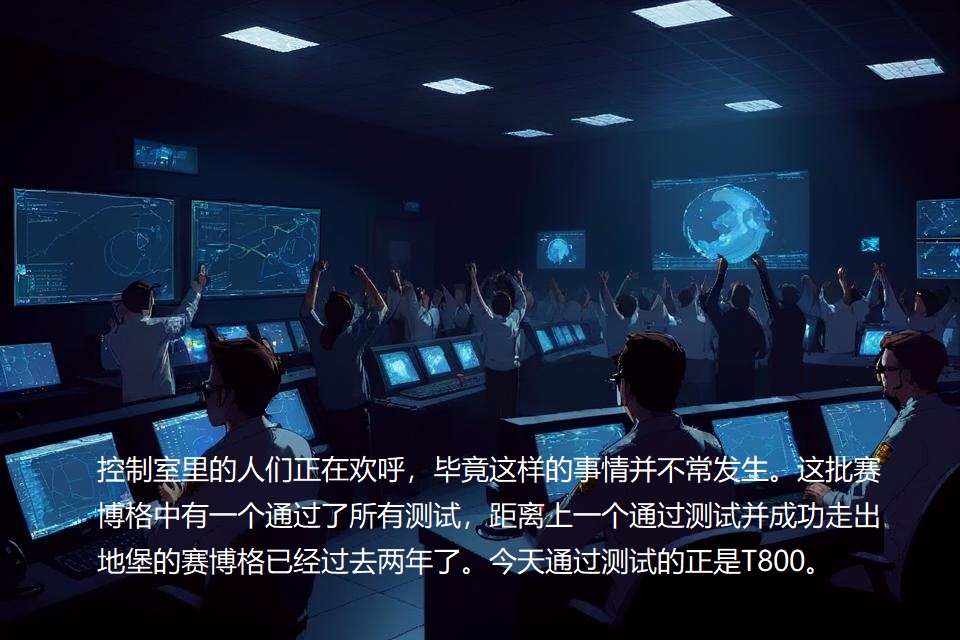 控制室里的人们正在欢呼，毕竟这样的事情并不常发生。这批赛
博格中有一个通过了所有测试，距离上一个通过测试并成功走出
地堡的赛博格已经过去两年了。今天通过测试的正是T800。